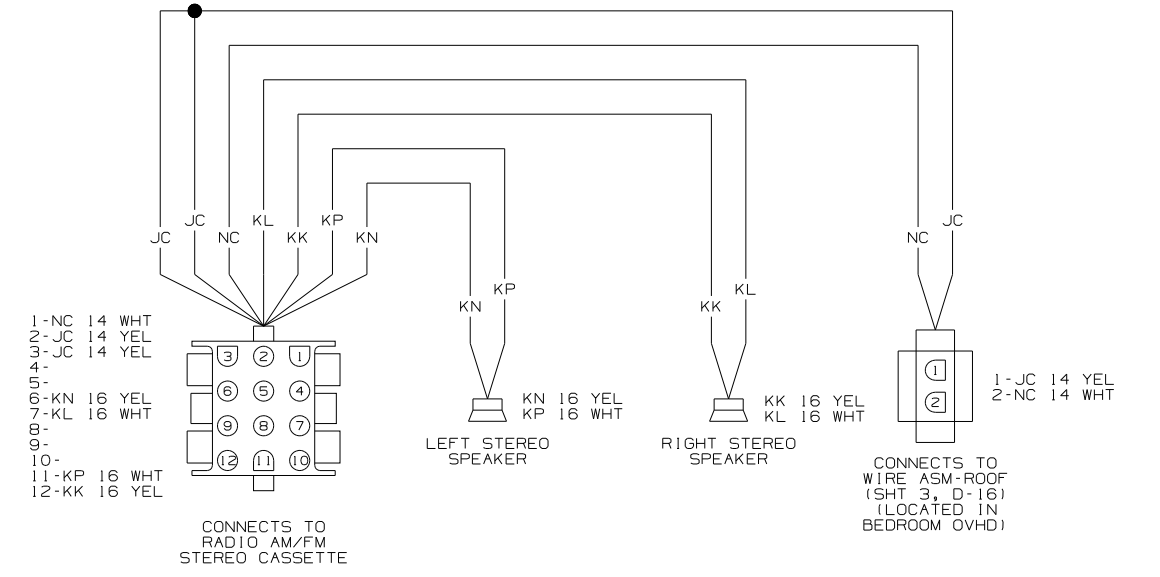 JC
JC
NC
KL
KK
KP
KN
KN
KP
KK
KL
NC
JC
1-NC 14 WHT
2-JC 14 YEL
3-JC 14 YEL
4-
5-
6-KN 16 YEL
7-KL 16 WHT
8-
9-
10-
11-KP 16 WHT
12-KK 16 YEL
3 2 1
6 5 4
9 8 7
12 11 10
CONNECTS TO
RADIO AM/FM
STEREO CASSETTE
KN 16 YEL
KP 16 WHT
LEFT STEREO
SPEAKER
KK 16 YEL
KL 16 WHT
RIGHT STEREO
SPEAKER
1
2
1-JC 14 YEL
2-NC 14 WHT
CONNECTS TO
WIRE ASM-ROOF
(SHT 3, D-16)
(LOCATED IN
BEDROOM OVHD)